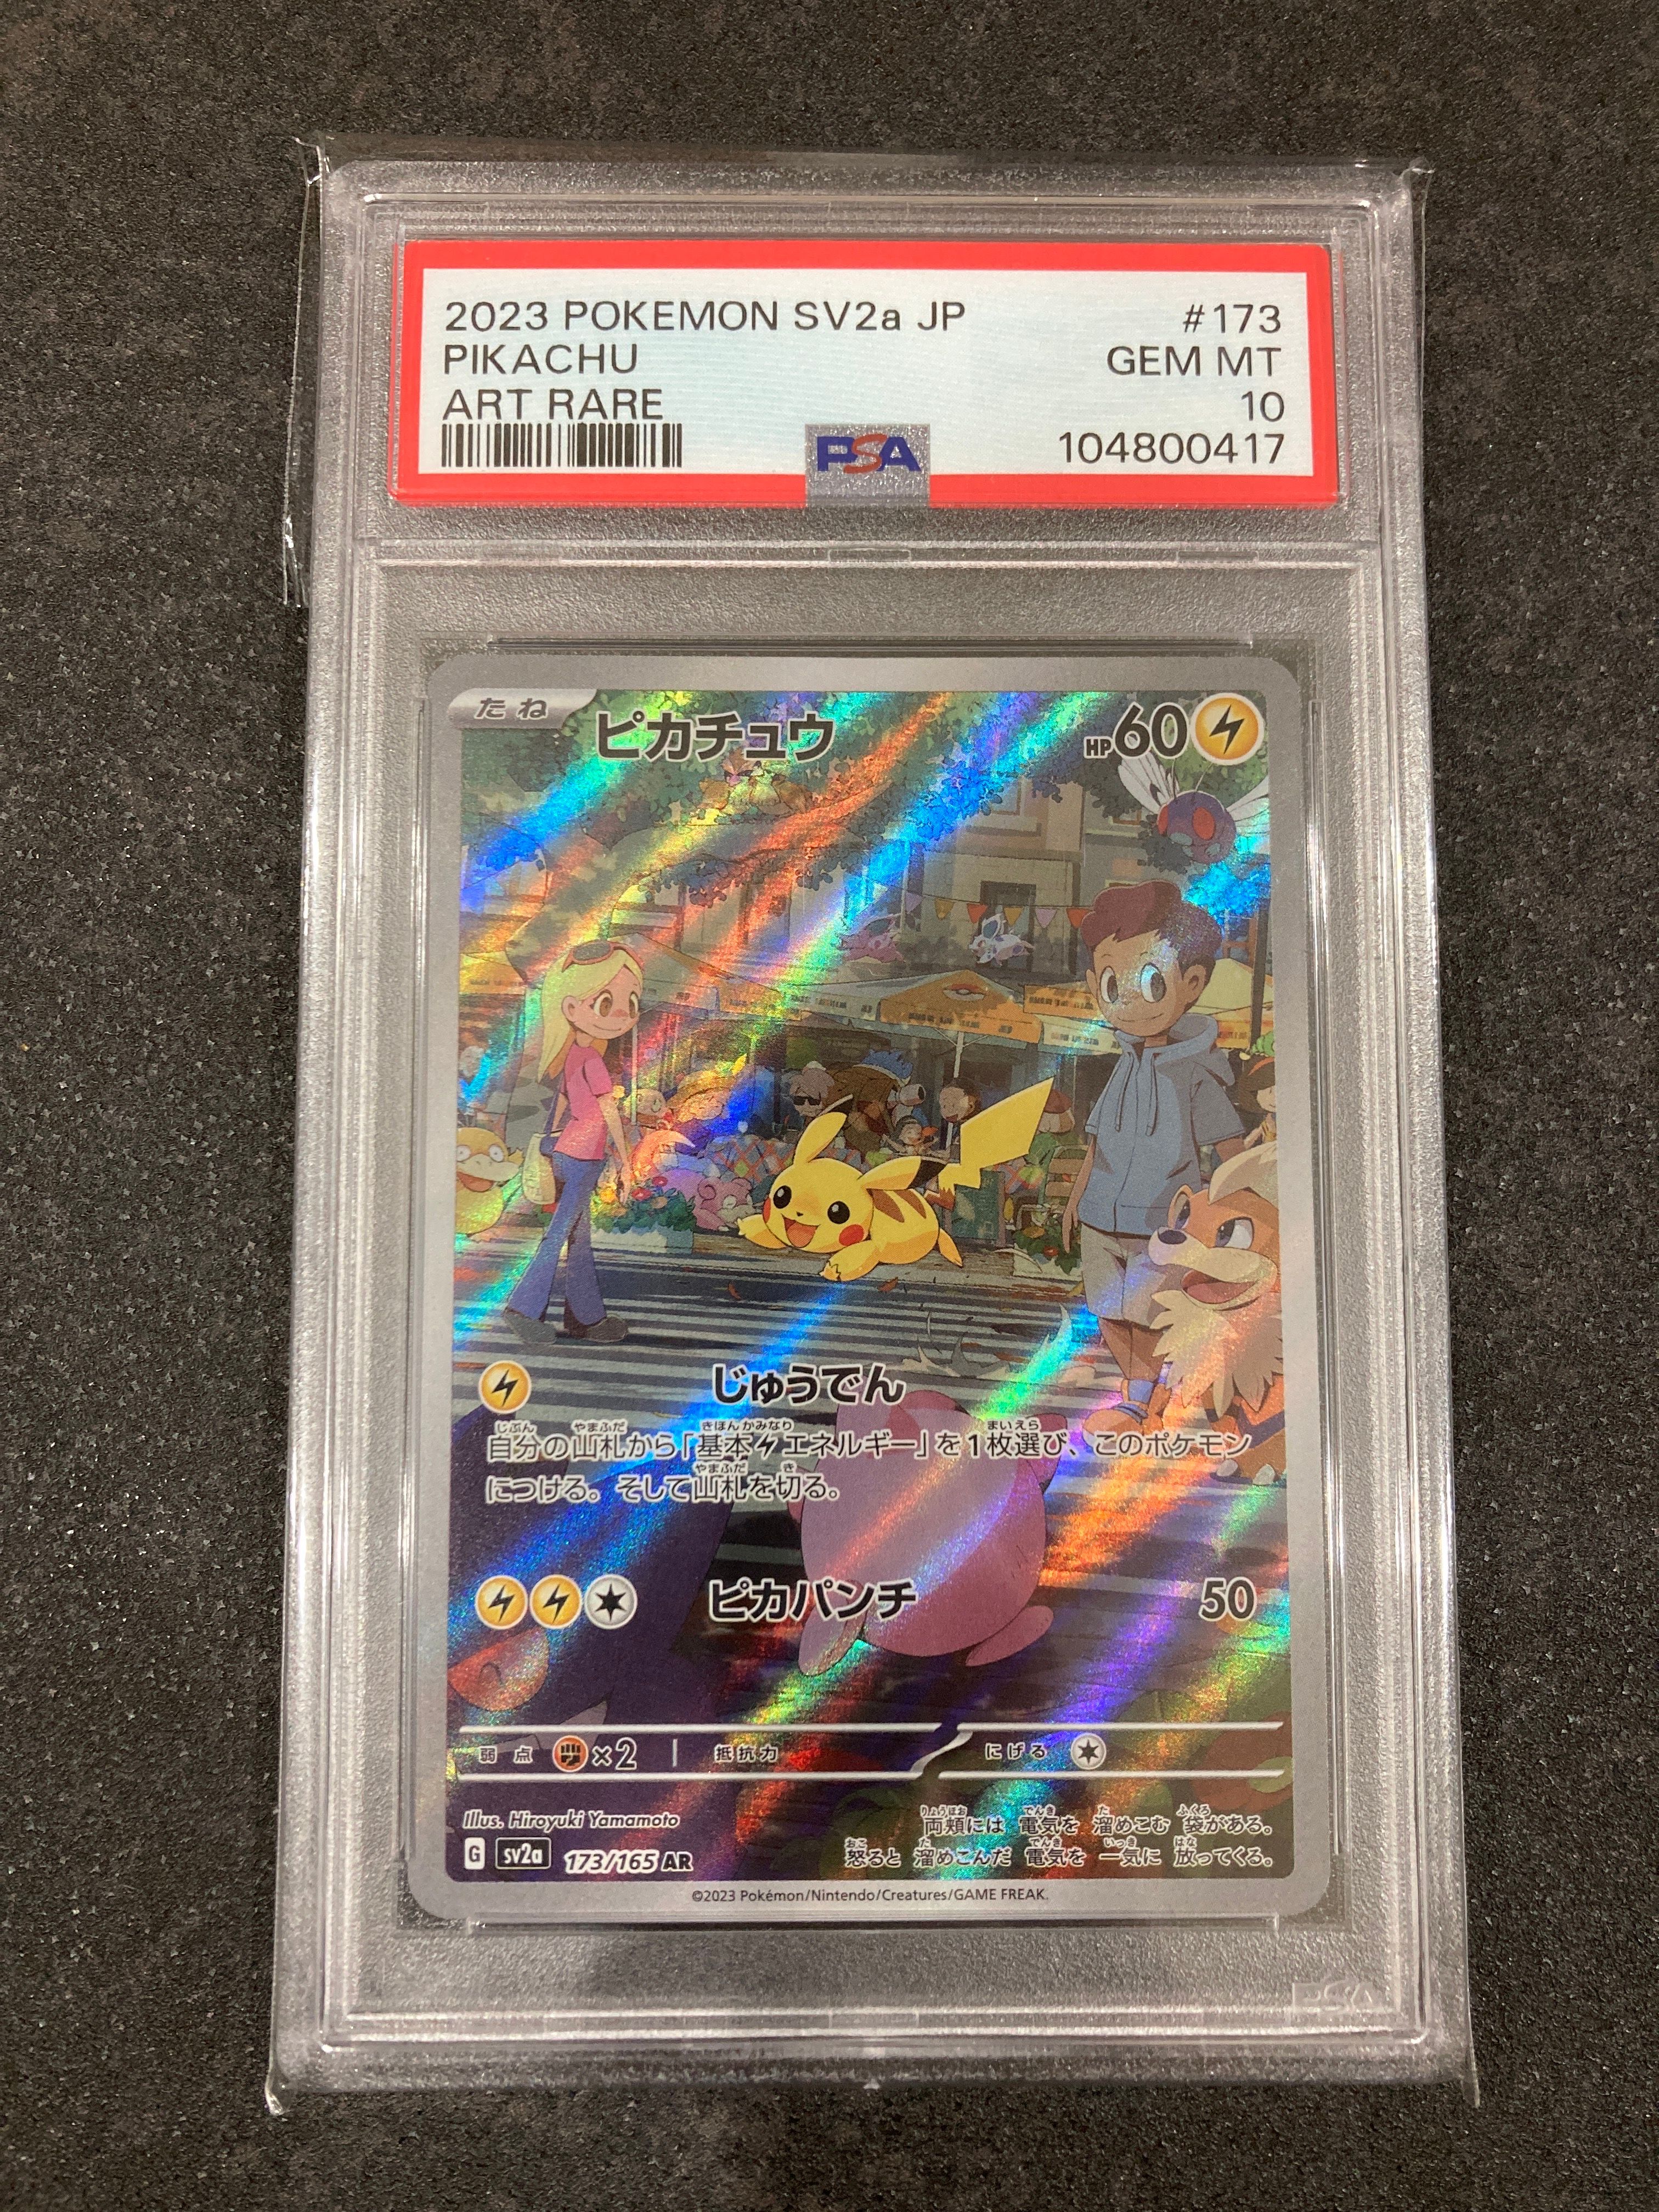 2023 POKEMON SV2a JP #173
PIKACHU GEM MT
ART RARE 10
PSA 104800417
たね ピカチュウ HP60
じゅうでん
自分の山札から「基本エネルギー」を1枚選び、このポケモン
につける。そして山札を切る。
ピカパンチ 50
弱点 ×2 抵抗力 にげる
Illus. Hiroyuki Yamamoto
両頬には 電気を 溜めこむ 袋がある。
怒ると 溜めこんだ 電気を 一気に 放ってくる。
G sv2a 173/165 AR
©2023 Pokémon/Nintendo/Creatures/GAME FREAK.
PSA